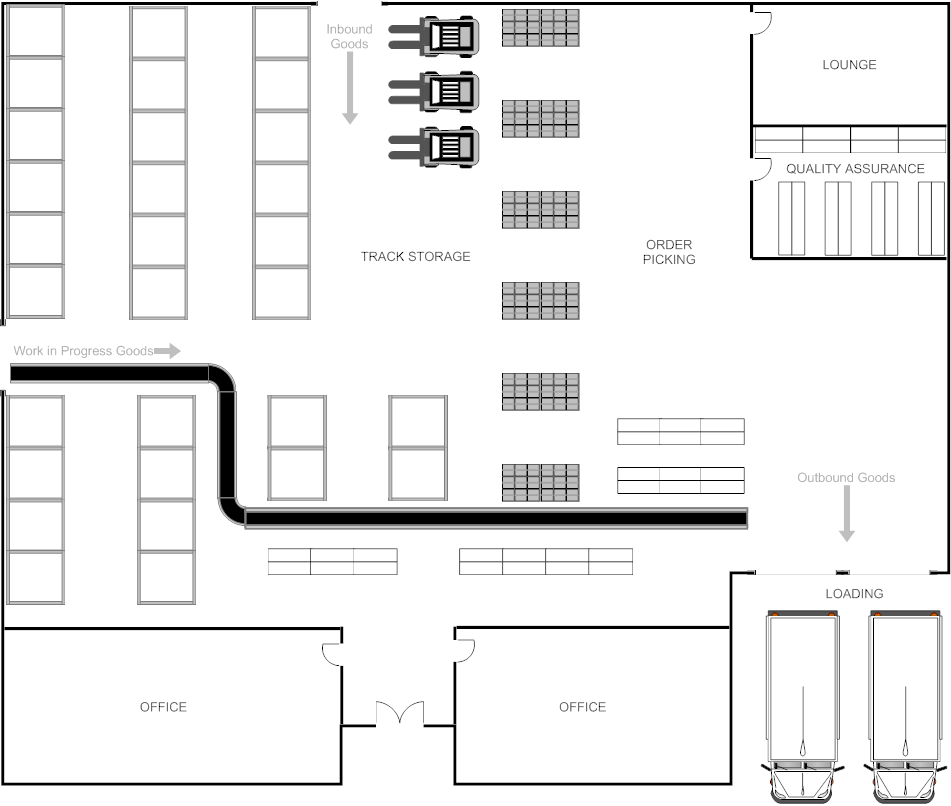 Inbound
Goods
LOUNGE
QUALITY ASSURANCE
TRACK STORAGE
ORDER
PICKING
Work in Progress Goods
Outbound Goods
LOADING
OFFICE
OFFICE